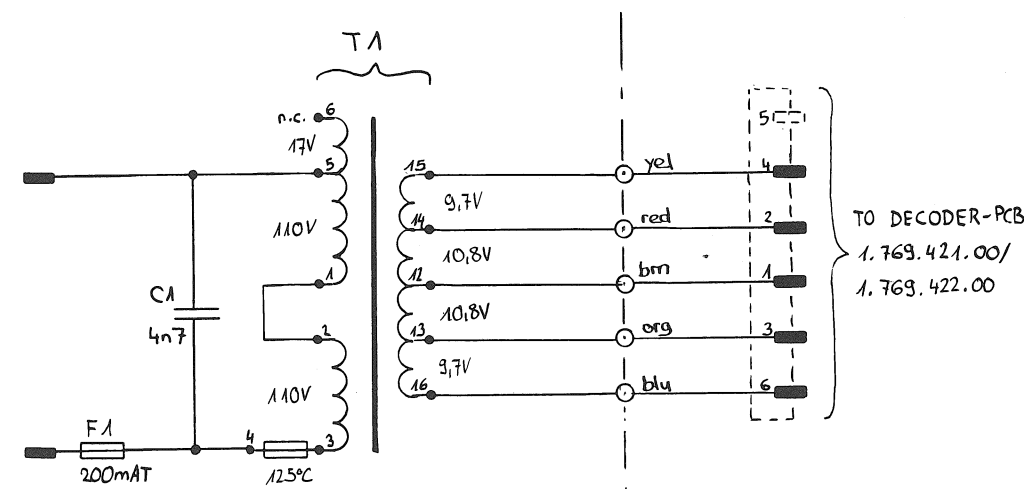 T1
n.c. 6
17V
5
110V
1
2
110V
3
C1
4n7
F1
200mAT
4
125°C
15
9,7V
14
10,8V
12
10,8V
13
9,7V
16
yel
red
brn
org
blu
5
4
2
1
3
6
TO DECODER-PCB
1.769.421.00/
1.769.422.00